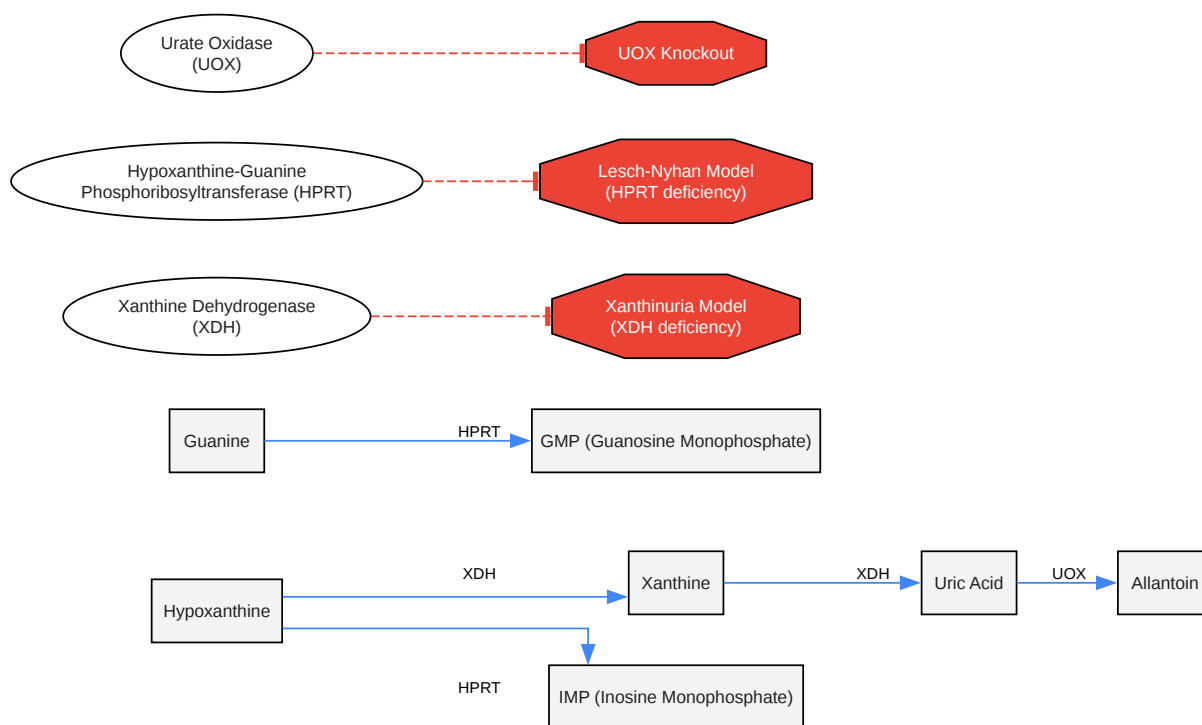 Urate Oxidase
(UOX)
UOX Knockout
Hypoxanthine-Guanine
Phosphoribosyltransferase (HPRT)
Lesch-Nyhan Model
(HPRT deficiency)
Xanthine Dehydrogenase
(XDH)
Xanthinuria Model
(XDH deficiency)
Guanine
HPRT
GMP (Guanosine Monophosphate)
Hypoxanthine
XDH
Xanthine
XDH
Uric Acid
UOX
Allantoin
HPRT
IMP (Inosine Monophosphate)